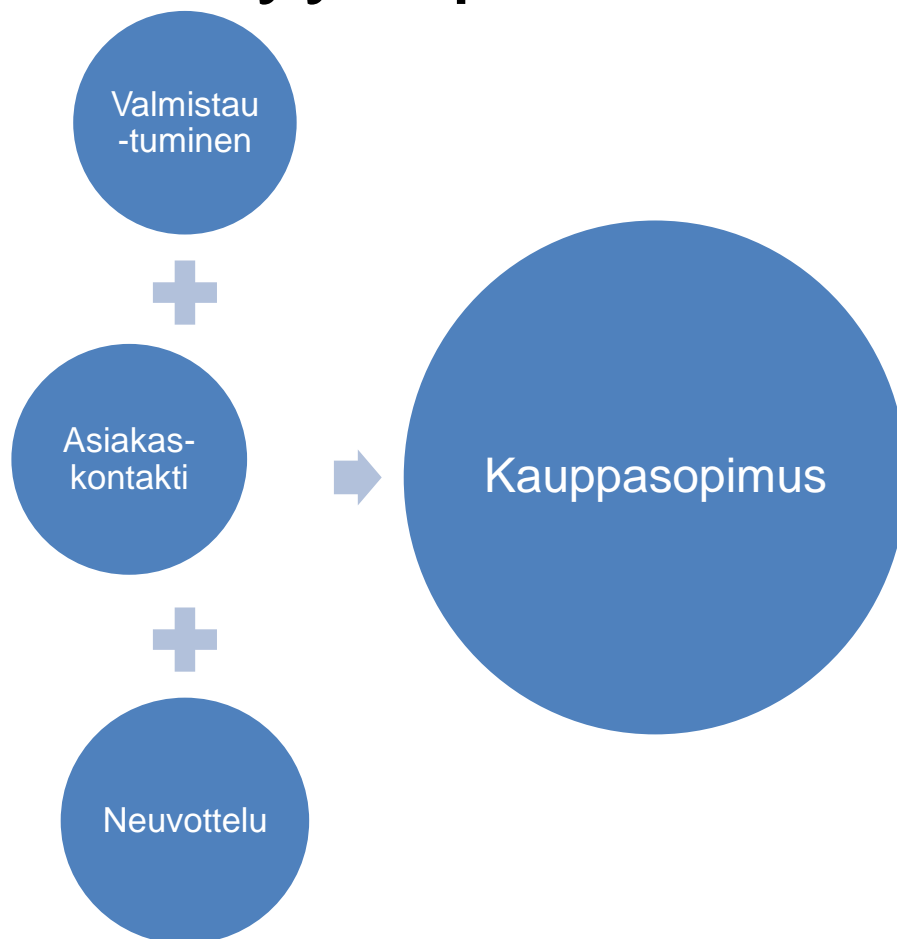 Valmistau
-tuminen
Asiakas-
kontakti
Kauppasopimus
Neuvottelu